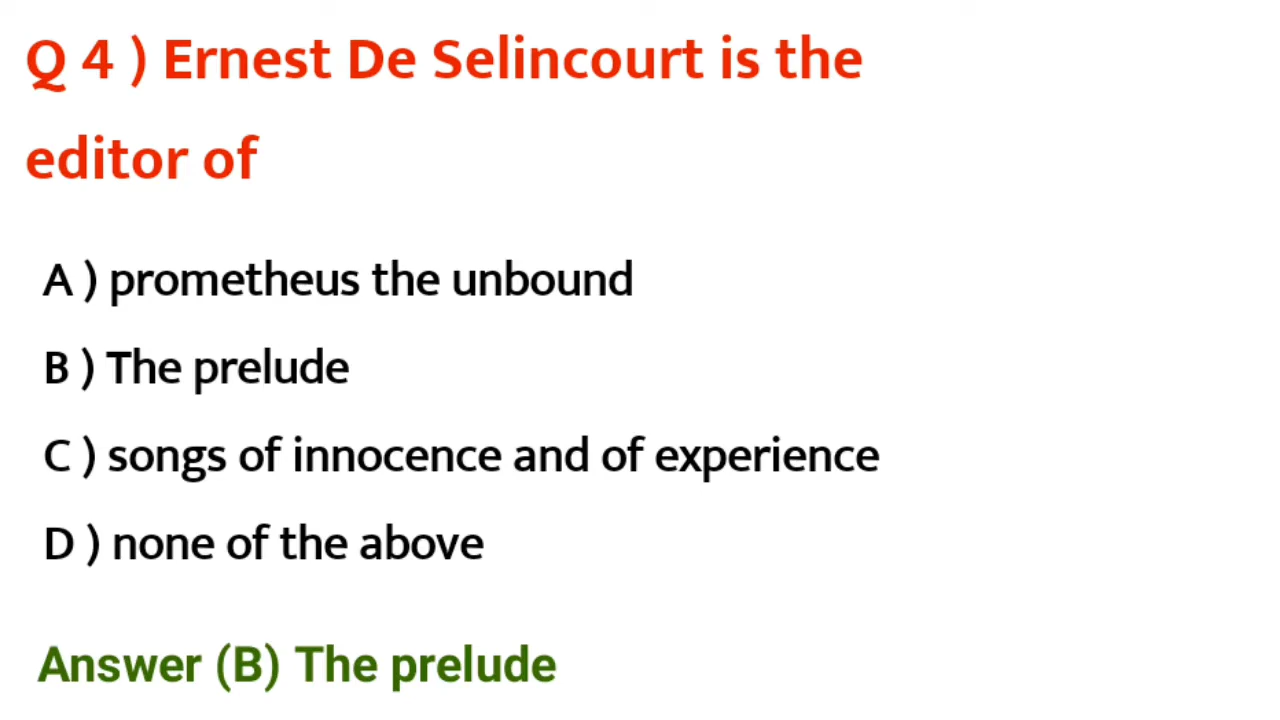 Q 4 ) Ernest De Selincourt is the
editor of
A ) prometheus the unbound
B ) The prelude
C ) songs of innocence and of experience
D ) none of the above
Answer (B) The prelude